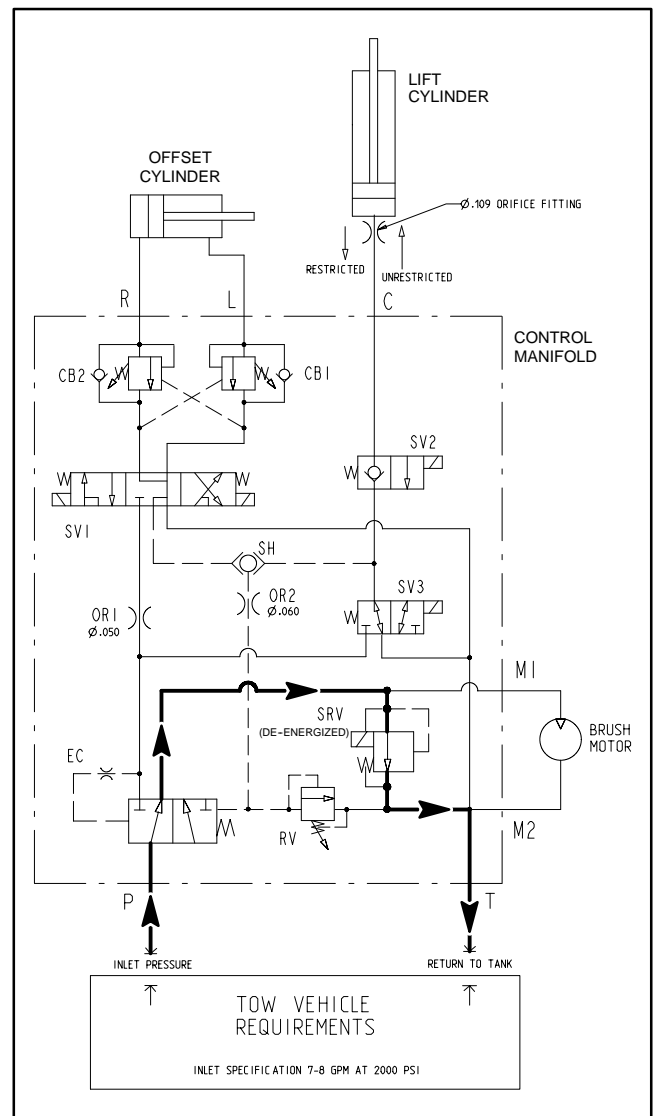 LIFT
CYLINDER
OFFSET
CYLINDER
Ø.109 ORIFICE FITTING
RESTRICTED
UNRESTRICTED
R
L
C
CONTROL
MANIFOLD
CB2
CB1
SV2
SV1
SH
SV3
OR1
Ø.050
OR2
Ø.060
M1
SRV
(DE-ENERGIZED)
BRUSH
MOTOR
EC
RV
M2
P
T
INLET PRESSURE
RETURN TO TANK
TOW VEHICLE
REQUIREMENTS
INLET SPECIFICATION 7-8 GPM AT 2000 PSI